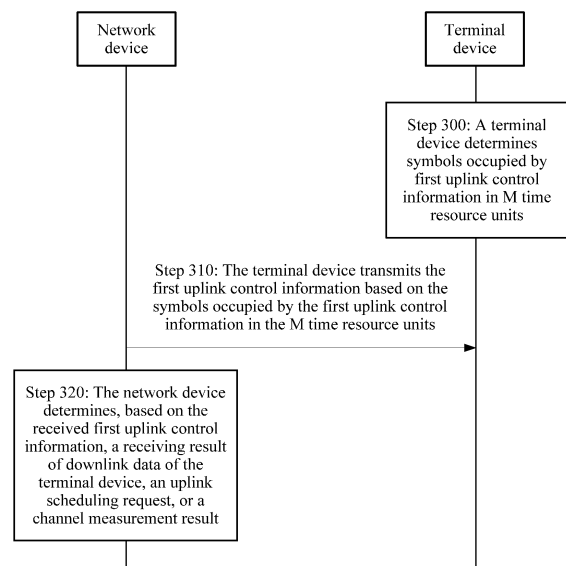 Network
device
Terminal
device
Step 300: A terminal
device determines
symbols occupied by
first uplink control
information in M time
resource units
Step 310: The terminal device transmits the
first uplink control information based on the
symbols occupied by the first uplink control
information in the M time resource units
Step 320: The network device
determines, based on the
received first uplink control
information, a receiving result
of downlink data of the
terminal device, an uplink
scheduling request, or a
channel measurement result